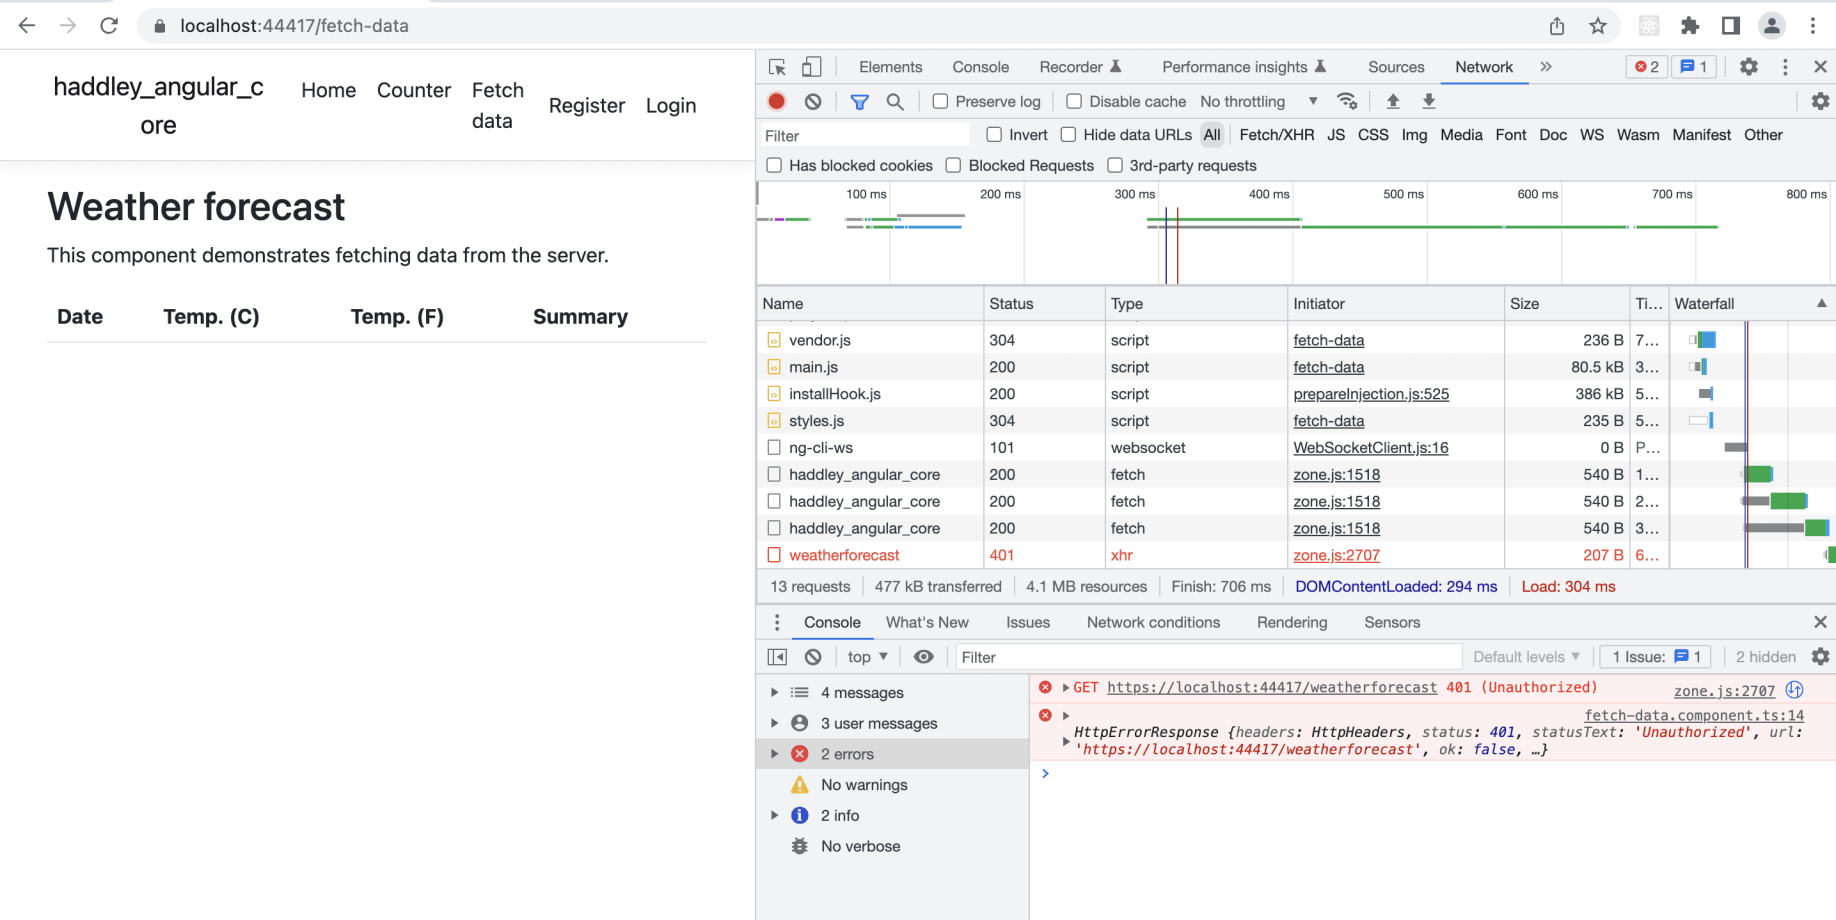 localhost:44417/fetch-data
haddley_angular_c
ore
Home
Counter
Fetch
data
Register
Login
Weather forecast
This component demonstrates fetching data from the server.
Date Temp. (C) Temp. (F) Summary
Elements Console Recorder Performance insights Sources Network » 2 1
Preserve log Disable cache No throttling
Filter Invert Hide data URLs All Fetch/XHR JS CSS Img Media Font Doc WS Wasm Manifest Other
Has blocked cookies Blocked Requests 3rd-party requests
100 ms 200 ms 300 ms 400 ms 500 ms 600 ms 700 ms 800 ms
Name Status Type Initiator Size Ti... Waterfall
vendor.js 304 script fetch-data 236 B 7...
main.js 200 script fetch-data 80.5 kB 3...
installHook.js 200 script prepareInjection.js:525 386 kB 5...
styles.js 304 script fetch-data 235 B 5...
ng-cli-ws 101 websocket WebSocketClient.js:16 0 B P...
haddley_angular_core 200 fetch zone.js:1518 540 B 1...
haddley_angular_core 200 fetch zone.js:1518 540 B 2...
haddley_angular_core 200 fetch zone.js:1518 540 B 3...
weatherforecast 401 xhr zone.js:2707 207 B 6...
13 requests 477 kB transferred 4.1 MB resources Finish: 706 ms DOMContentLoaded: 294 ms Load: 304 ms
Console What's New Issues Network conditions Rendering Sensors
top Filter Default levels 1 Issue: 1 2 hidden
4 messages
3 user messages
2 errors
No warnings
2 info
No verbose
GET https://localhost:44417/weatherforecast 401 (Unauthorized) zone.js:2707
fetch-data.component.ts:14
HttpErrorResponse {headers: HttpHeaders, status: 401, statusText: 'Unauthorized', url:
'https://localhost:44417/weatherforecast', ok: false, …}